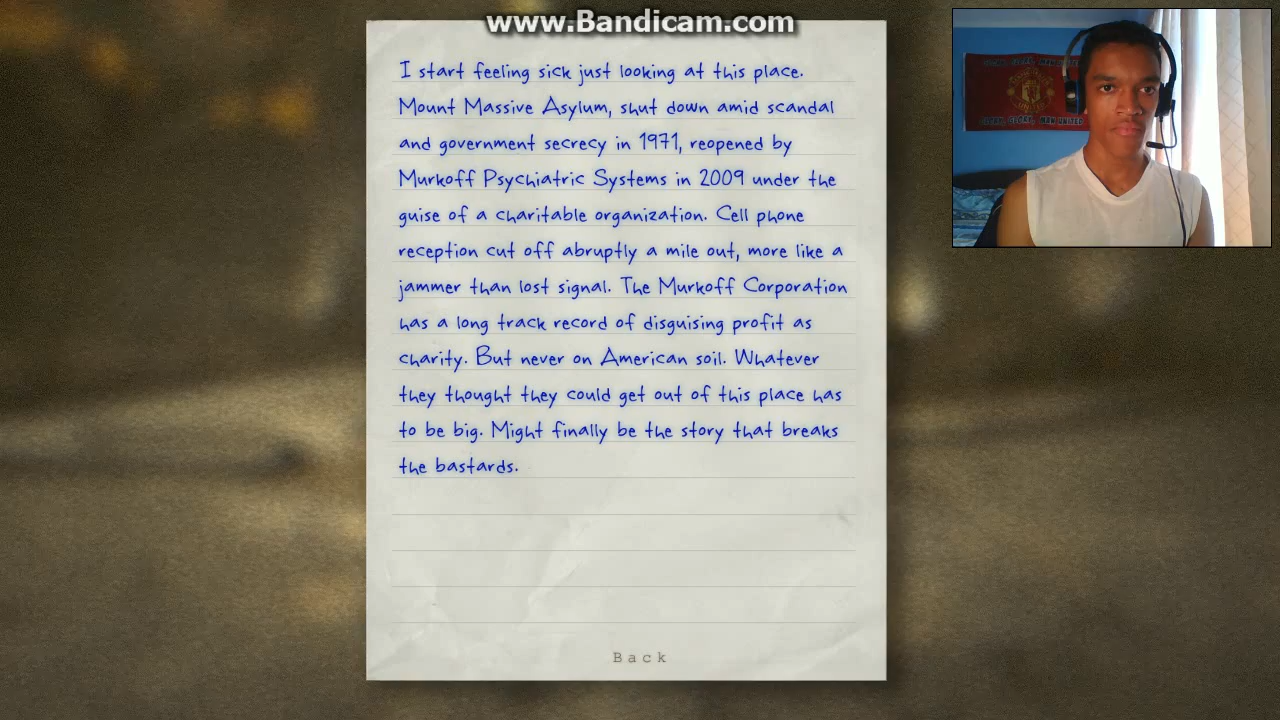 www.Bandicam.com
I start feeling sick just looking at this place.
Mount Massive Asylum, shut down amid scandal
and government secrecy in 1971, reopened by
Murkoff Psychiatric Systems in 2009 under the
guise of a charitable organization. Cell phone
reception cut off abruptly a mile out, more like a
jammer than lost signal. The Murkoff Corporation
has a long track record of disguising profit as
charity. But never on American soil. Whatever
they thought they could get out of this place has
to be big. Might finally be the story that breaks
the bastards.
Back